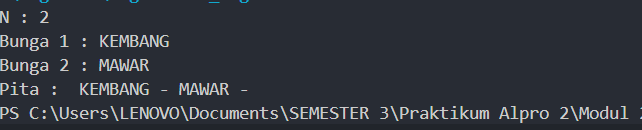 N : 2
Bunga 1 : KEMBANG
Bunga 2 : MAWAR
Pita :  KEMBANG - MAWAR -
PS C:\Users\LENOVO\Documents\SEMESTER 3\Praktikum Alpro 2\Modul